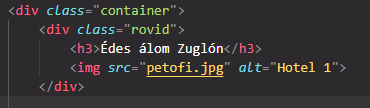 <div class="container">
<div class="rovid">
<h3>Édes álom Zuglón</h3>
<img src="petofi.jpg" alt="Hotel 1">
</div>